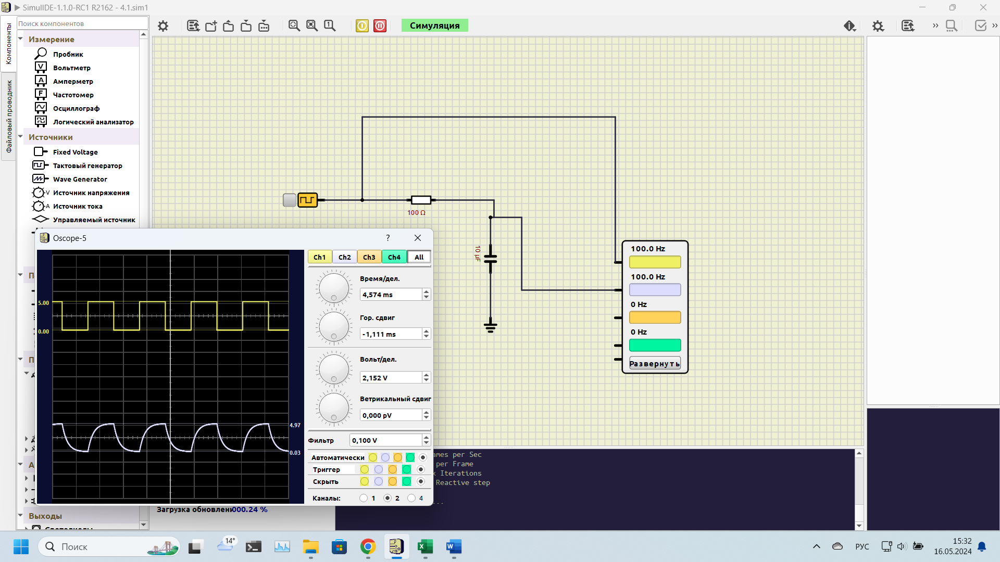 SimulIDE-1.1.0-RC1 R2162 - 4.1.sim1
Компоненты
Файловый проводник
Поиск компонентов
Измерение
Пробник
Вольтметр
Амперметр
Частотомер
Осциллограф
Логический анализатор
Источники
Fixed Voltage
Тактовый генератор
Wave Generator
Источник напряжения
Источник тока
Управляемый источник
Выходы
Симуляция
100 Ω
10 µF
100.0 Hz
100.0 Hz
0 Hz
0 Hz
Развернуть
Oscope-5
?
5.00
0.00
4.97
0.03
Ch1 Ch2 Ch3 Ch4 All
Время/дел.
4,574 ms
Гор. сдвиг
-1,111 ms
Вольт/дел.
2,152 V
Ветрикальный сдвиг
0,000 pV
Фильтр 0,100 V
Автоматически
Триггер
Скрыть
Каналы: 1 2 4
ames per Sec
per Frame
x Iterations
Reactive step
Загрузка обновлени 000.24 %
Поиск
14°
РУС
15:32
16.05.2024